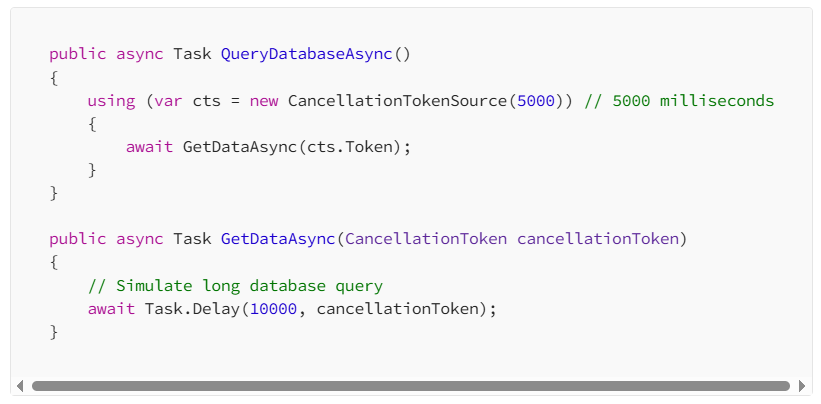 public async Task QueryDatabaseAsync()
{
    using (var cts = new CancellationTokenSource(5000)) // 5000 milliseconds
    {
        await GetDataAsync(cts.Token);
    }
}

public async Task GetDataAsync(CancellationToken cancellationToken)
{
    // Simulate long database query
    await Task.Delay(10000, cancellationToken);
}